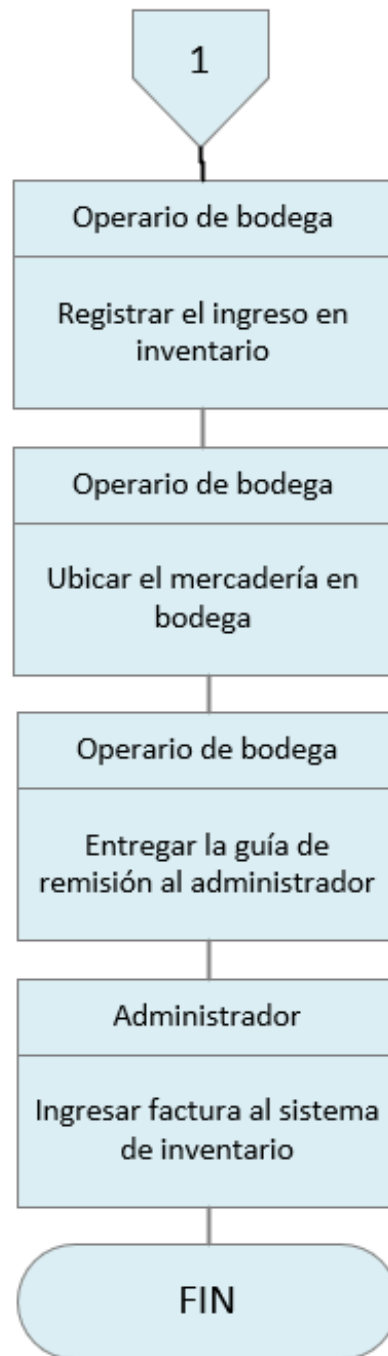 1
Operario de bodega
Registrar el ingreso en
inventario
Operario de bodega
Ubicar el mercadería en
bodega
Operario de bodega
Entregar la guía de
remisión al administrador
Administrador
Ingresar factura al sistema
de inventario
FIN